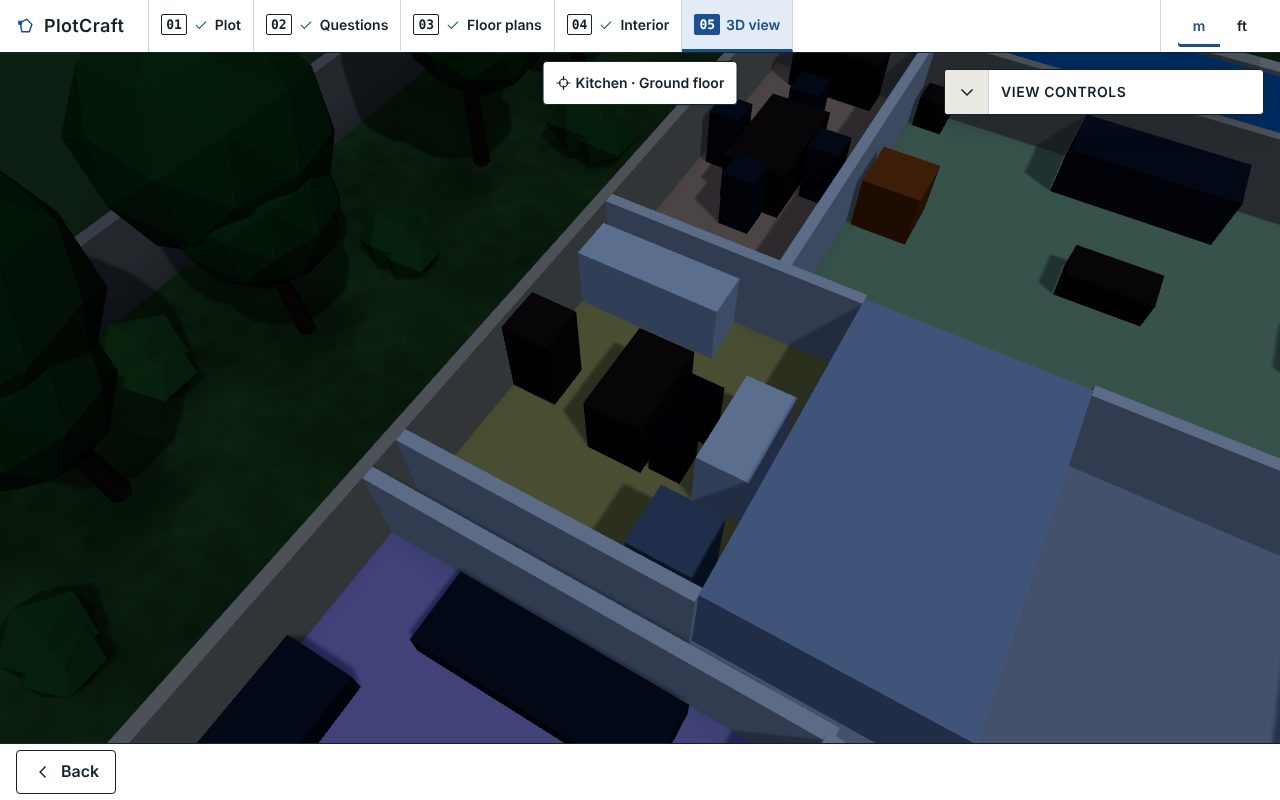 PlotCraft
01 Plot
02 Questions
03 Floor plans
04 Interior
05 3D view
m ft
Kitchen · Ground floor
VIEW CONTROLS
Back